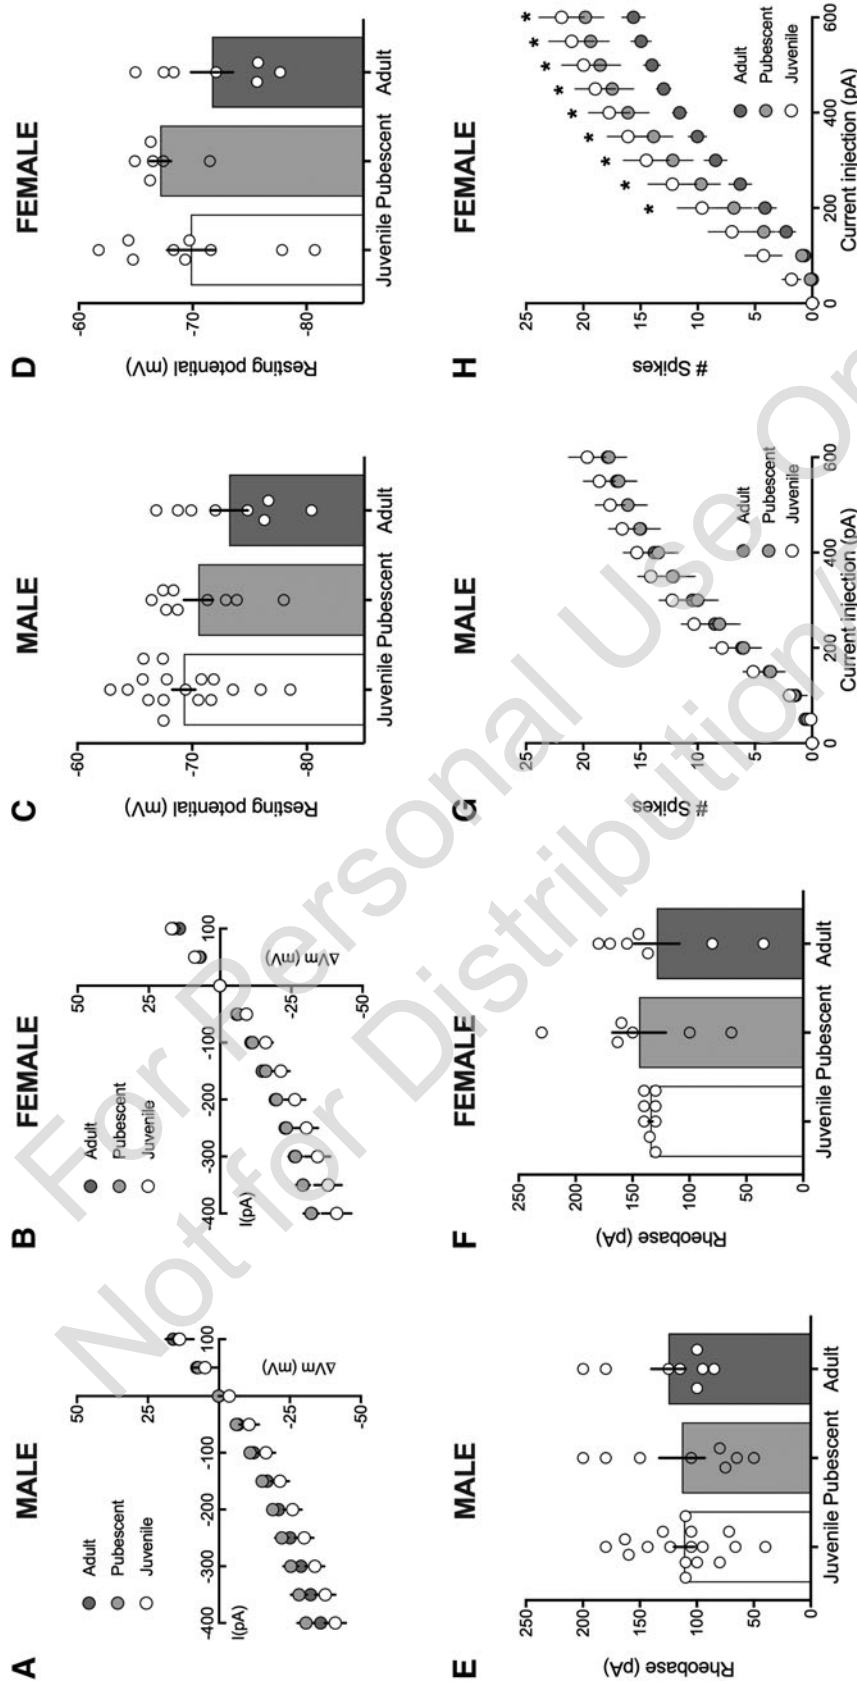 A
MALE
Adult
Pubescent
Juvenile
50
25
-25
-50
-400
-300
-200
-100
100
I(pA)
ΔVm (mV)
B
FEMALE
Adult
Pubescent
Juvenile
50
25
-25
-50
-400
-300
-200
-100
100
I(pA)
ΔVm (mV)
C
MALE
Resting potential (mV)
-60
-70
-80
Juvenile Pubescent Adult
D
FEMALE
Resting potential (mV)
-60
-70
-80
Juvenile Pubescent Adult
E
MALE
Rheobase (pA)
250
200
150
100
50
0
Juvenile Pubescent Adult
F
FEMALE
Rheobase (pA)
250
200
150
100
50
0
Juvenile Pubescent Adult
G
MALE
# Spikes
25
20
15
10
5
0
Adult
Pubescent
Juvenile
0 200 400 600
Current injection (pA)
H
FEMALE
# Spikes
25
20
15
10
5
0
* * * * * * * * *
Adult
Pubescent
Juvenile
0 200 400 600
Current injection (pA)
For Personal Use
Not for Distribution/